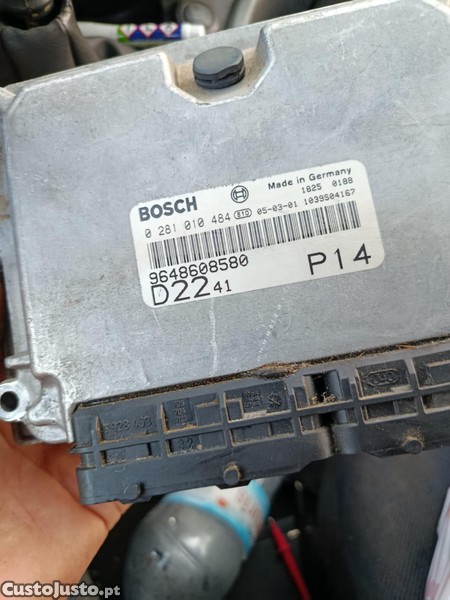 BOSCH
Made in Germany
1825 0188
0 281 010 484 810 05-03-01 1039S04167
9648608580
D22 41
P14
CustoJusto.pt